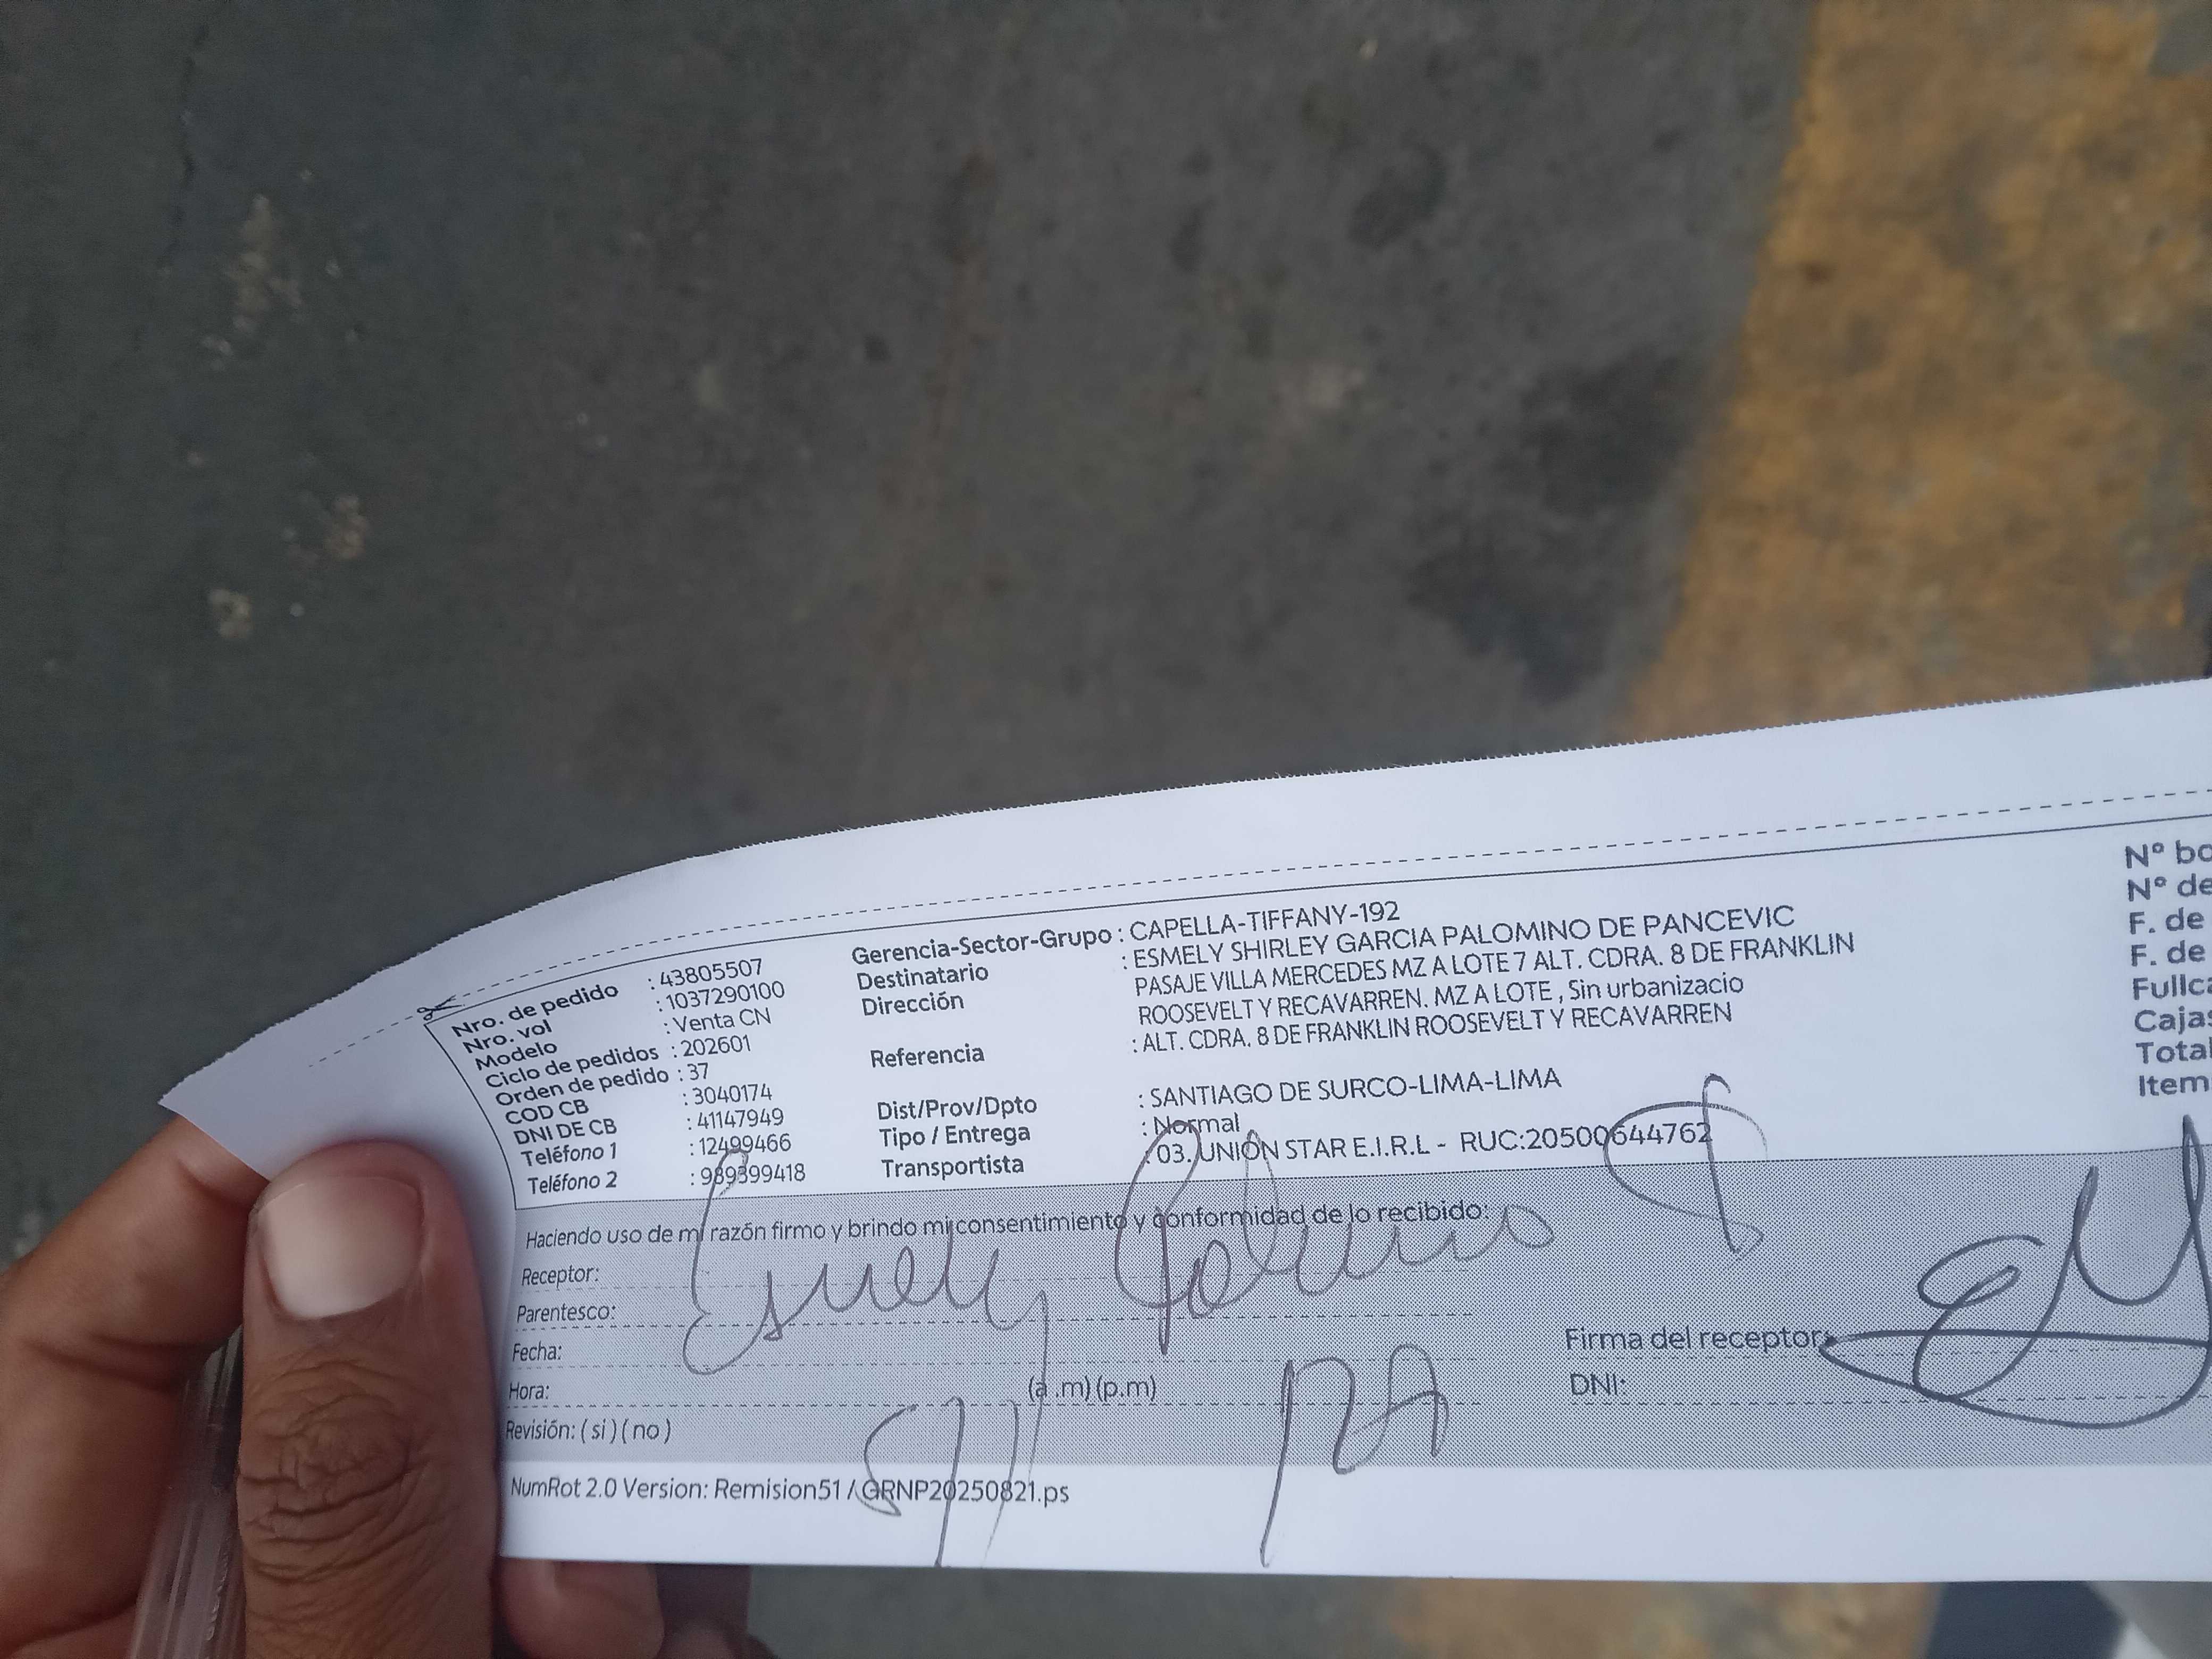 Nro. de pedido : 43805507
Nro. vol : 1037290100
Modelo : Venta CN
Ciclo de pedidos : 202601
Orden de pedido : 37
COD CB : 3040174
DNI DE CB : 41147949
Teléfono 1 : 12499466
Teléfono 2 : 989399418
Gerencia-Sector-Grupo : CAPELLA-TIFFANY-192
Destinatario : ESMELY SHIRLEY GARCIA PALOMINO DE PANCEVIC
Dirección PASAJE VILLA MERCEDES MZ A LOTE 7 ALT. CDRA. 8 DE FRANKLIN
ROOSEVELT Y RECAVARREN. MZ A LOTE , Sin urbanizacio
Referencia : ALT. CDRA. 8 DE FRANKLIN ROOSEVELT Y RECAVARREN
Dist/Prov/Dpto : SANTIAGO DE SURCO-LIMA-LIMA
Tipo / Entrega : Normal
Transportista : 03. UNION STAR E.I.R.L - RUC:20500644762
Nº bo
Nº de
F. de
F. de
Fullca
Cajas
Total
Item
Haciendo uso de mi razón firmo y brindo mi consentimiento y conformidad de lo recibido:
Receptor: Esmely Palomino
Parentesco:
Fecha:
Hora: (a .m) (p.m)
Revisión: ( si ) ( no )
Firma del receptor:
DNI:
NumRot 2.0 Version: Remision51 / GRNP20250821.ps